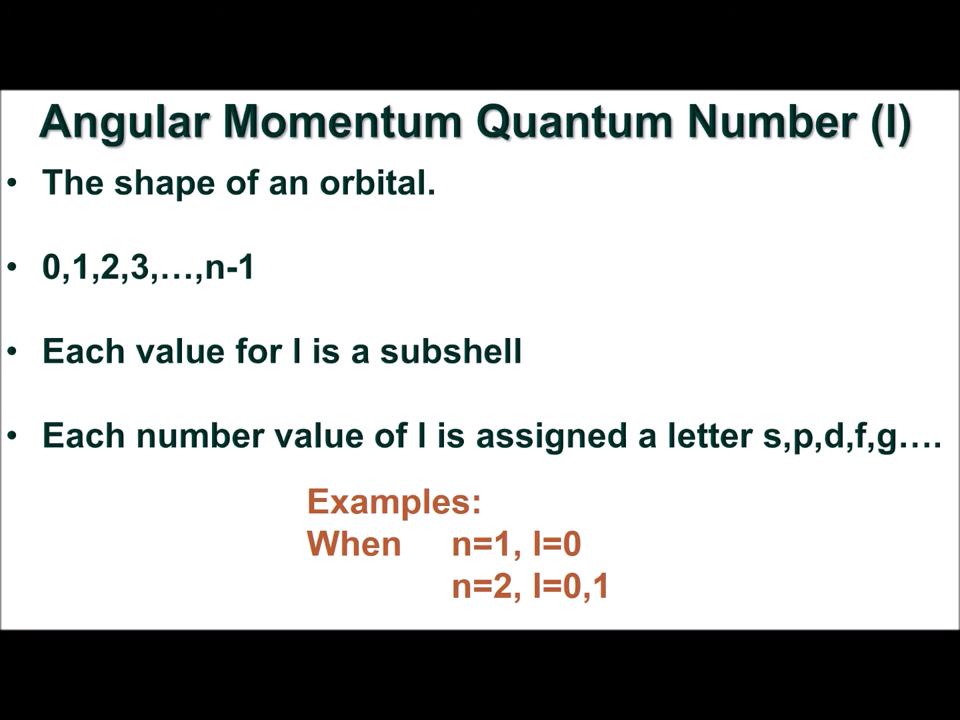 Angular Momentum Quantum Number (l)
• The shape of an orbital.
• 0,1,2,3,…,n-1
• Each value for l is a subshell
• Each number value of l is assigned a letter s,p,d,f,g….
Examples:
When n=1, l=0
n=2, l=0,1